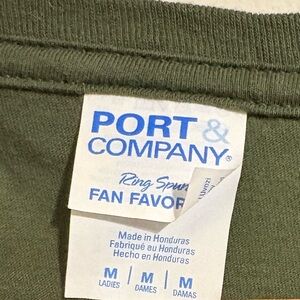 PORT &
COMPANY®
Ring Spun
FAN FAVOR
Made in Honduras
Fabriqué au Honduras
Hecho en Honduras
M | M | M
LADIES DAMES DAMAS